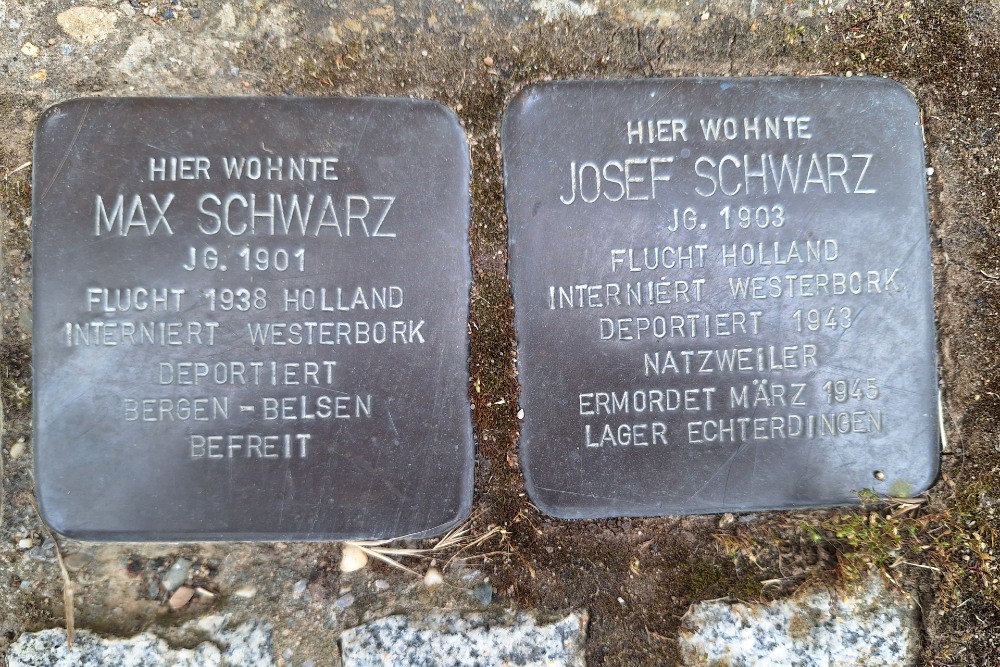 HIER WOHNTE
MAX SCHWARZ
JG. 1901
FLUCHT 1938 HOLLAND
INTERNIERT WESTERBORK
DEPORTIERT
BERGEN - BELSEN
BEFREIT
HIER WOHNTE
JOSEF SCHWARZ
JG. 1903
FLUCHT HOLLAND
INTERNIERT WESTERBORK
DEPORTIERT 1943
NATZWEILER
ERMORDET MÄRZ 1945
LAGER ECHTERDINGEN